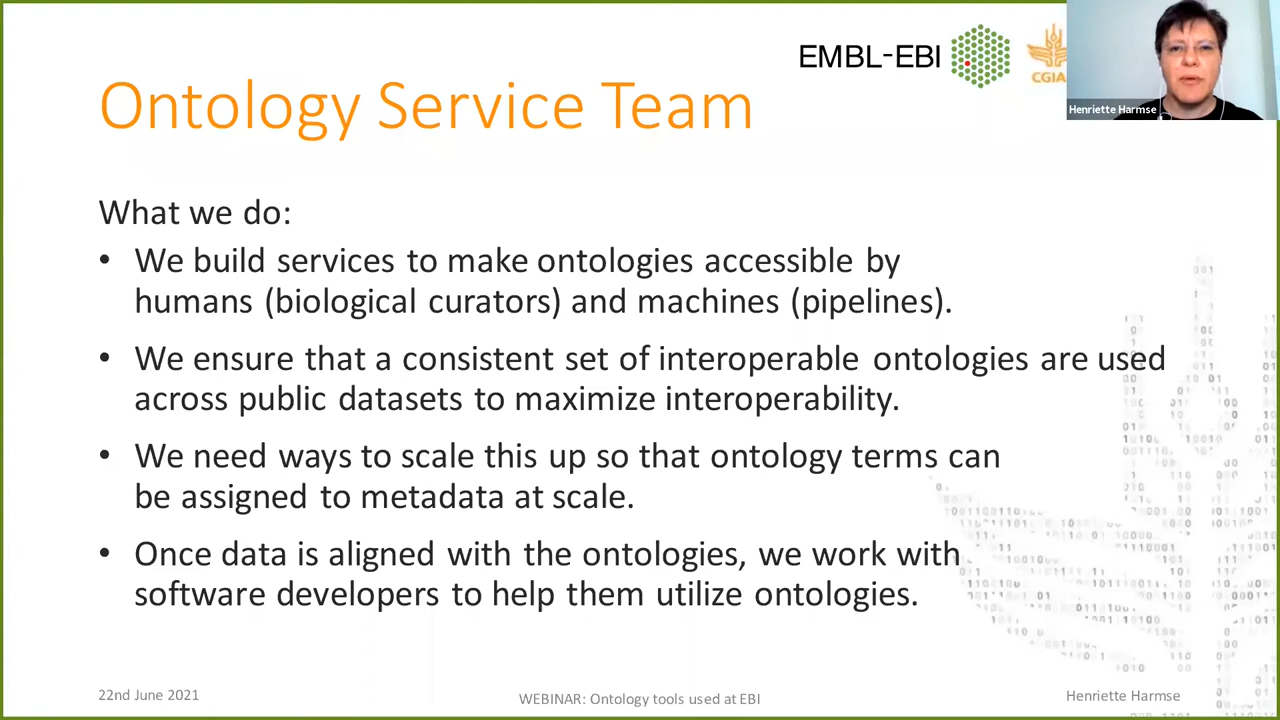 EMBL-EBI
CGIA
Henriette Harmse
Ontology Service Team
What we do:
• We build services to make ontologies accessible by
humans (biological curators) and machines (pipelines).
• We ensure that a consistent set of interoperable ontologies are used
across public datasets to maximize interoperability.
• We need ways to scale this up so that ontology terms can
be assigned to metadata at scale.
• Once data is aligned with the ontologies, we work with
software developers to help them utilize ontologies.
22nd June 2021
WEBINAR: Ontology tools used at EBI
Henriette Harmse